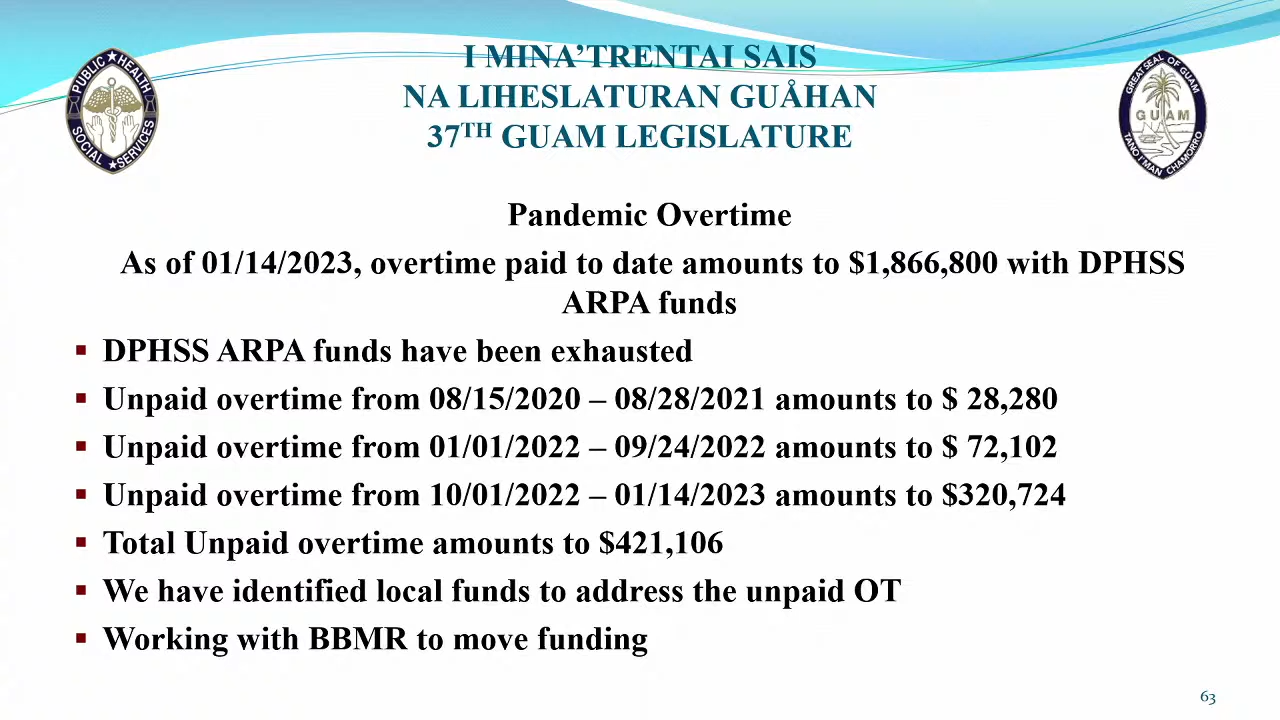 I MINA’TRENTAI SAIS
NA LIHESLATURAN GUÅHAN
37TH GUAM LEGISLATURE
PUBLIC HEALTH
SOCIAL SERVICES
GREAT SEAL OF GUAM
GUAM
TANO I'MAN CHAMORRO
Pandemic Overtime
As of 01/14/2023, overtime paid to date amounts to $1,866,800 with DPHSS
ARPA funds
▪ DPHSS ARPA funds have been exhausted
▪ Unpaid overtime from 08/15/2020 – 08/28/2021 amounts to $ 28,280
▪ Unpaid overtime from 01/01/2022 – 09/24/2022 amounts to $ 72,102
▪ Unpaid overtime from 10/01/2022 – 01/14/2023 amounts to $320,724
▪ Total Unpaid overtime amounts to $421,106
▪ We have identified local funds to address the unpaid OT
▪ Working with BBMR to move funding
63